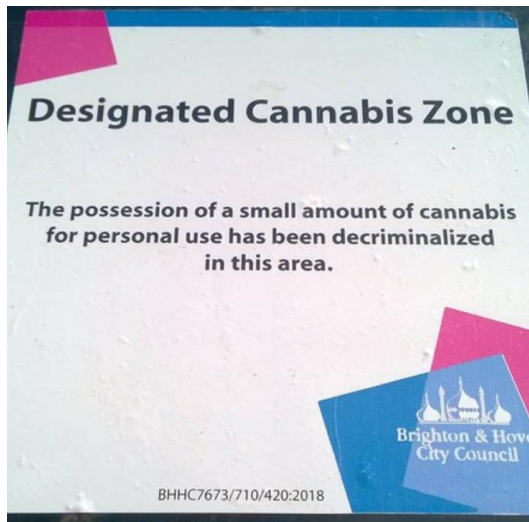 Designated Cannabis Zone
The possession of a small amount of cannabis
for personal use has been decriminalized
in this area.
Brighton & Hove
City Council
BHHC7673/710/420:2018